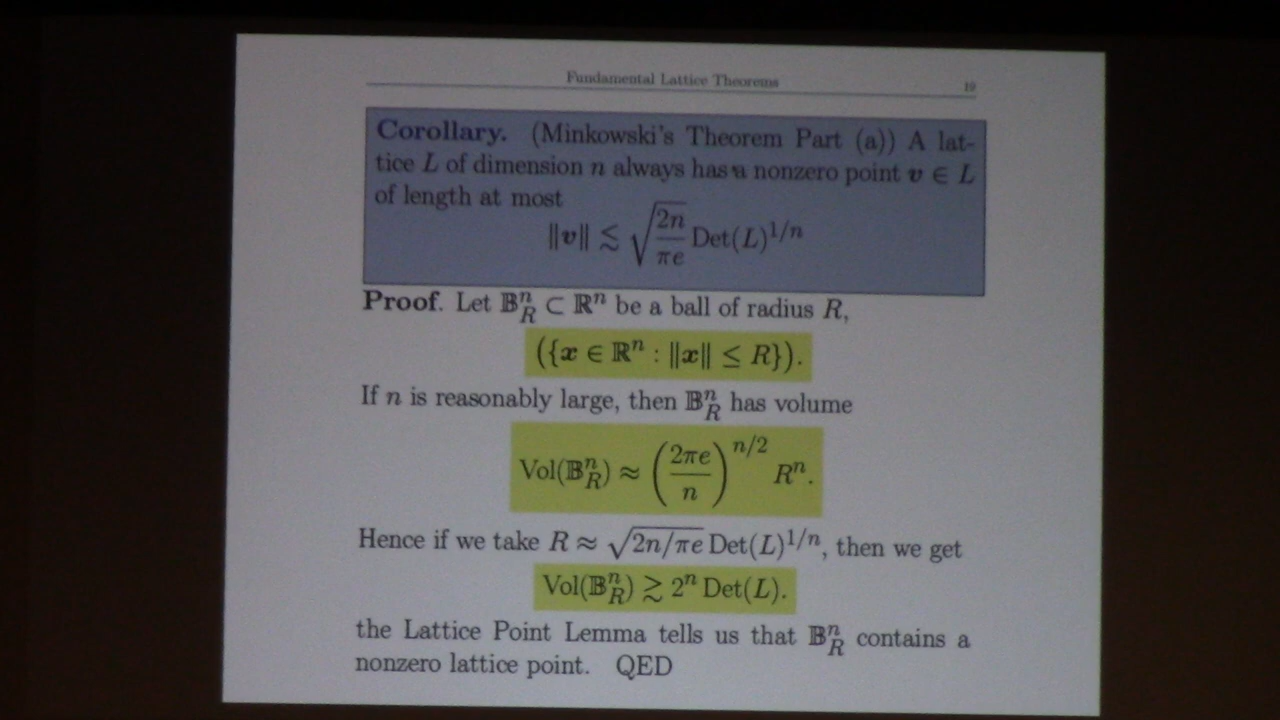 Fundamental Lattice Theorems 19
Corollary. (Minkowski's Theorem Part (a)) A lat-
tice L of dimension n always has a nonzero point v ∈ L
of length at most
‖v‖ ≲ √(2n/πe) Det(L)^{1/n}
Proof. Let 𝔹ⁿ_R ⊂ ℝⁿ be a ball of radius R,
({x ∈ ℝⁿ : ‖x‖ ≤ R}).
If n is reasonably large, then 𝔹ⁿ_R has volume
Vol(𝔹ⁿ_R) ≈ (2πe/n)^{n/2} Rⁿ.
Hence if we take R ≈ √(2n/πe) Det(L)^{1/n}, then we get
Vol(𝔹ⁿ_R) ≳ 2ⁿ Det(L).
the Lattice Point Lemma tells us that 𝔹ⁿ_R contains a
nonzero lattice point. QED